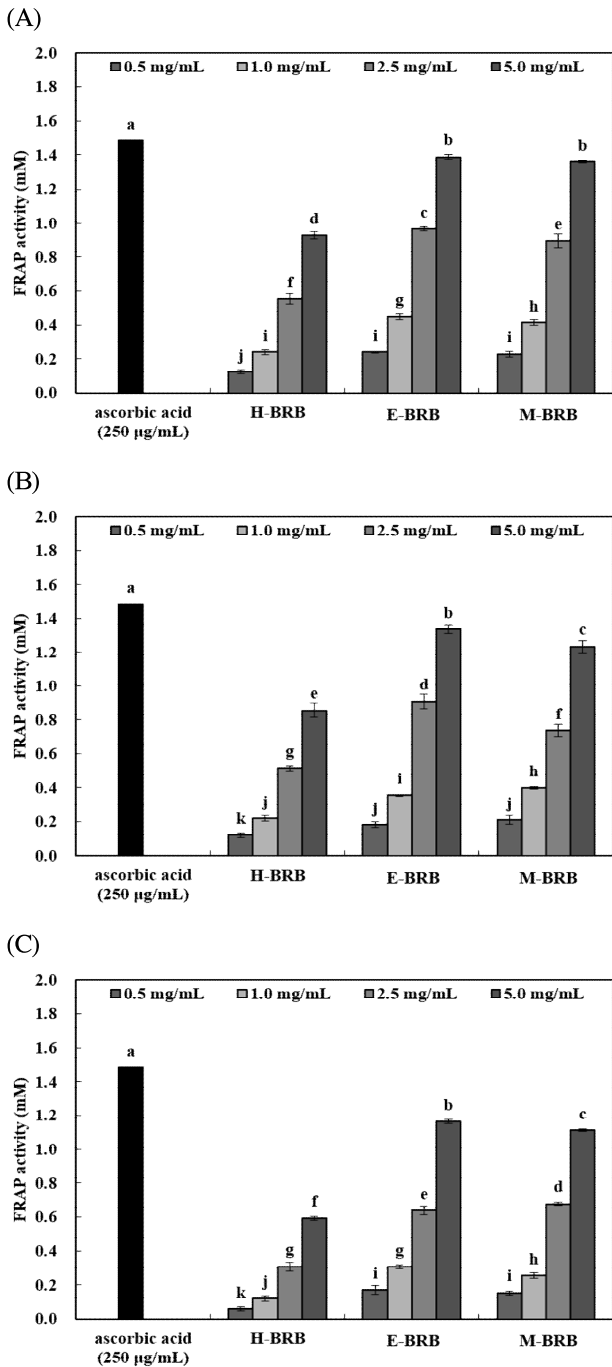 (A)
0.5 mg/mL 1.0 mg/mL 2.5 mg/mL 5.0 mg/mL
FRAP activity (mM)
2.0
1.8
1.6
1.4
1.2
1.0
0.8
0.6
0.4
0.2
0.0
a
j i f d
i g c b
i h e b
ascorbic acid
(250 µg/mL)
H-BRB E-BRB M-BRB
(B)
0.5 mg/mL 1.0 mg/mL 2.5 mg/mL 5.0 mg/mL
FRAP activity (mM)
2.0
1.8
1.6
1.4
1.2
1.0
0.8
0.6
0.4
0.2
0.0
a
k j g e
j i d b
j h f c
ascorbic acid
(250 µg/mL)
H-BRB E-BRB M-BRB
(C)
0.5 mg/mL 1.0 mg/mL 2.5 mg/mL 5.0 mg/mL
FRAP activity (mM)
2.0
1.8
1.6
1.4
1.2
1.0
0.8
0.6
0.4
0.2
0.0
a
k j g f
i g e b
i h d c
ascorbic acid
(250 µg/mL)
H-BRB E-BRB M-BRB